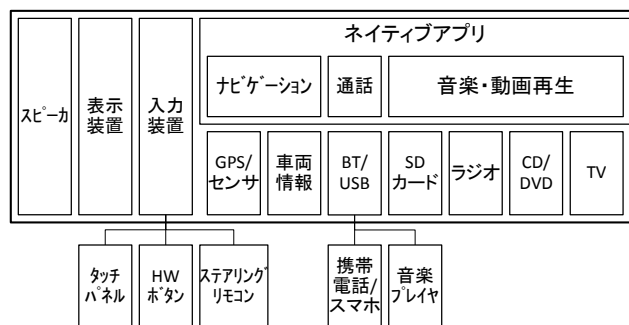 ネイティブアプリ
ﾅﾋﾞｹﾞｰｼｮﾝ
通話
音楽・動画再生
ｽﾋﾟｰｶ
表示
装置
入力
装置
GPS/
センサ
車両
情報
BT/
USB
SD
カード
ラジオ
CD/
DVD
TV
ﾀｯﾁ
ﾊﾟﾈﾙ
HW
ﾎﾞﾀﾝ
ｽﾃｱﾘﾝｸﾞ
ﾘﾓｺﾝ
携帯
電話/
スマホ
音楽
ﾌﾟﾚｲﾔ